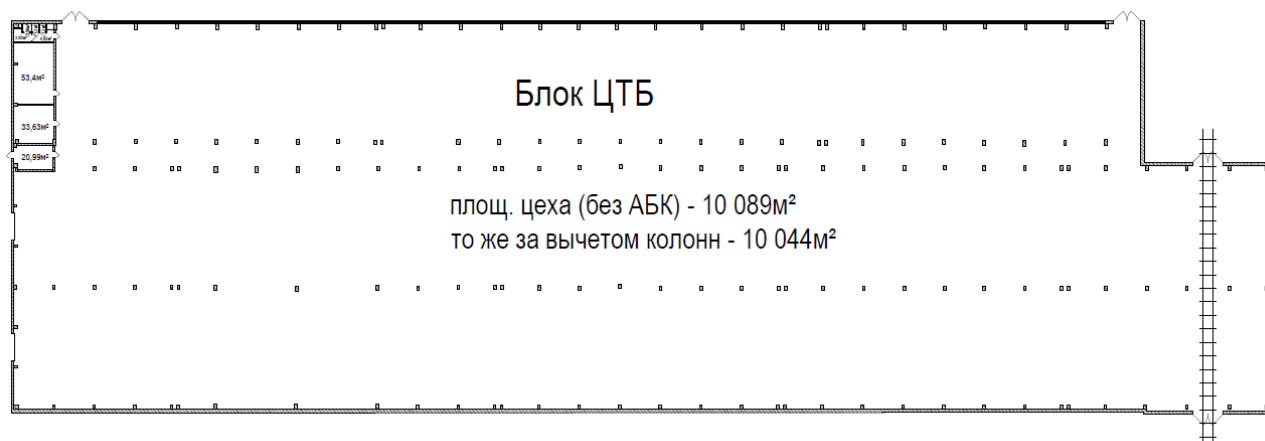 53,4м²
Блок ЦТБ
33,63м²
20,99м²
площ. цеха (без АБК) - 10 089м²
то же за вычетом колонн - 10 044м²